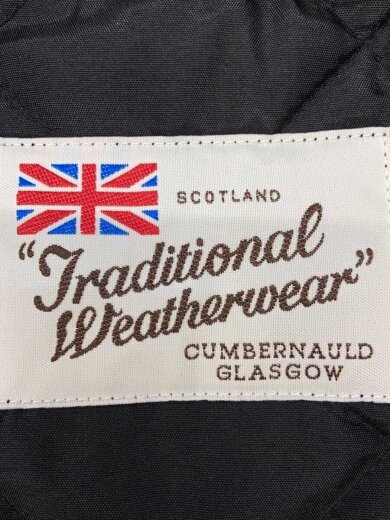 SCOTLAND
"Traditional
Weatherwear"
CUMBERNAULD
GLASGOW